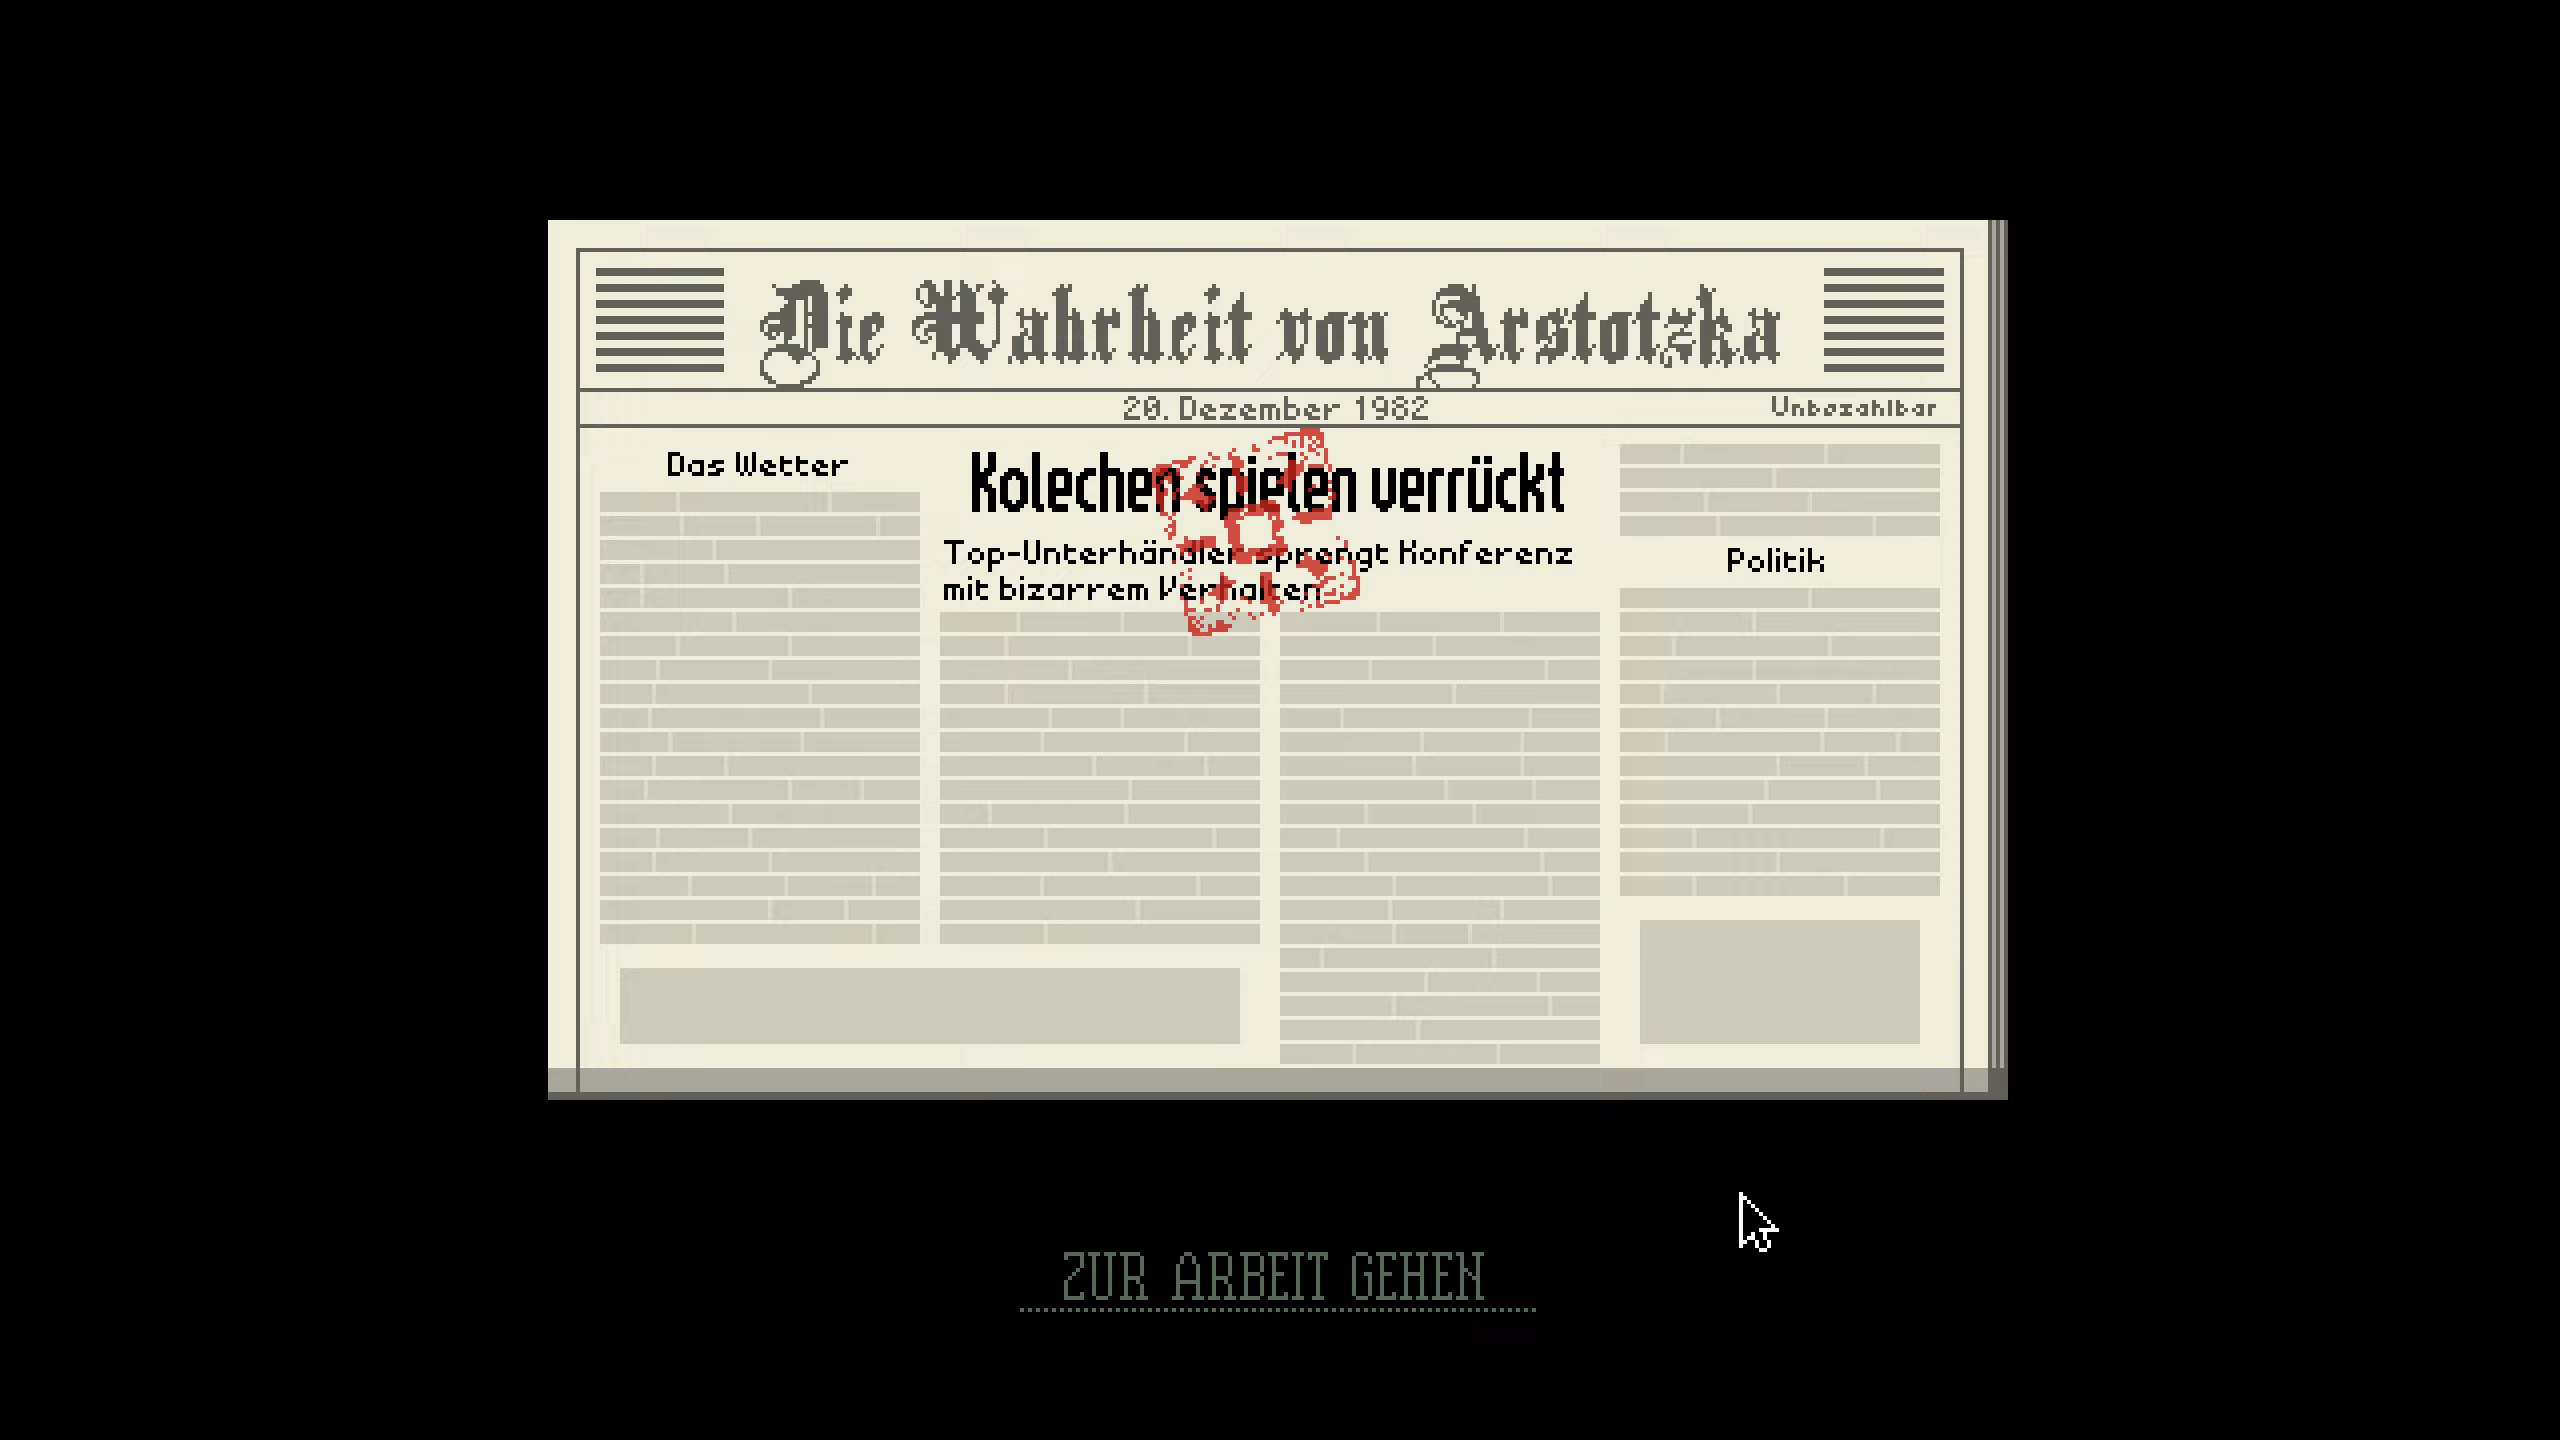 Die Wahrheit von Arstotzka
20. Dezember 1982
Unbezahlbar
Das Wetter
Kolechen spielen verrückt
Top-Unterhändler sprengt Konferenz
mit bizarrem Verhalten
Politik
ZUR ARBEIT GEHEN